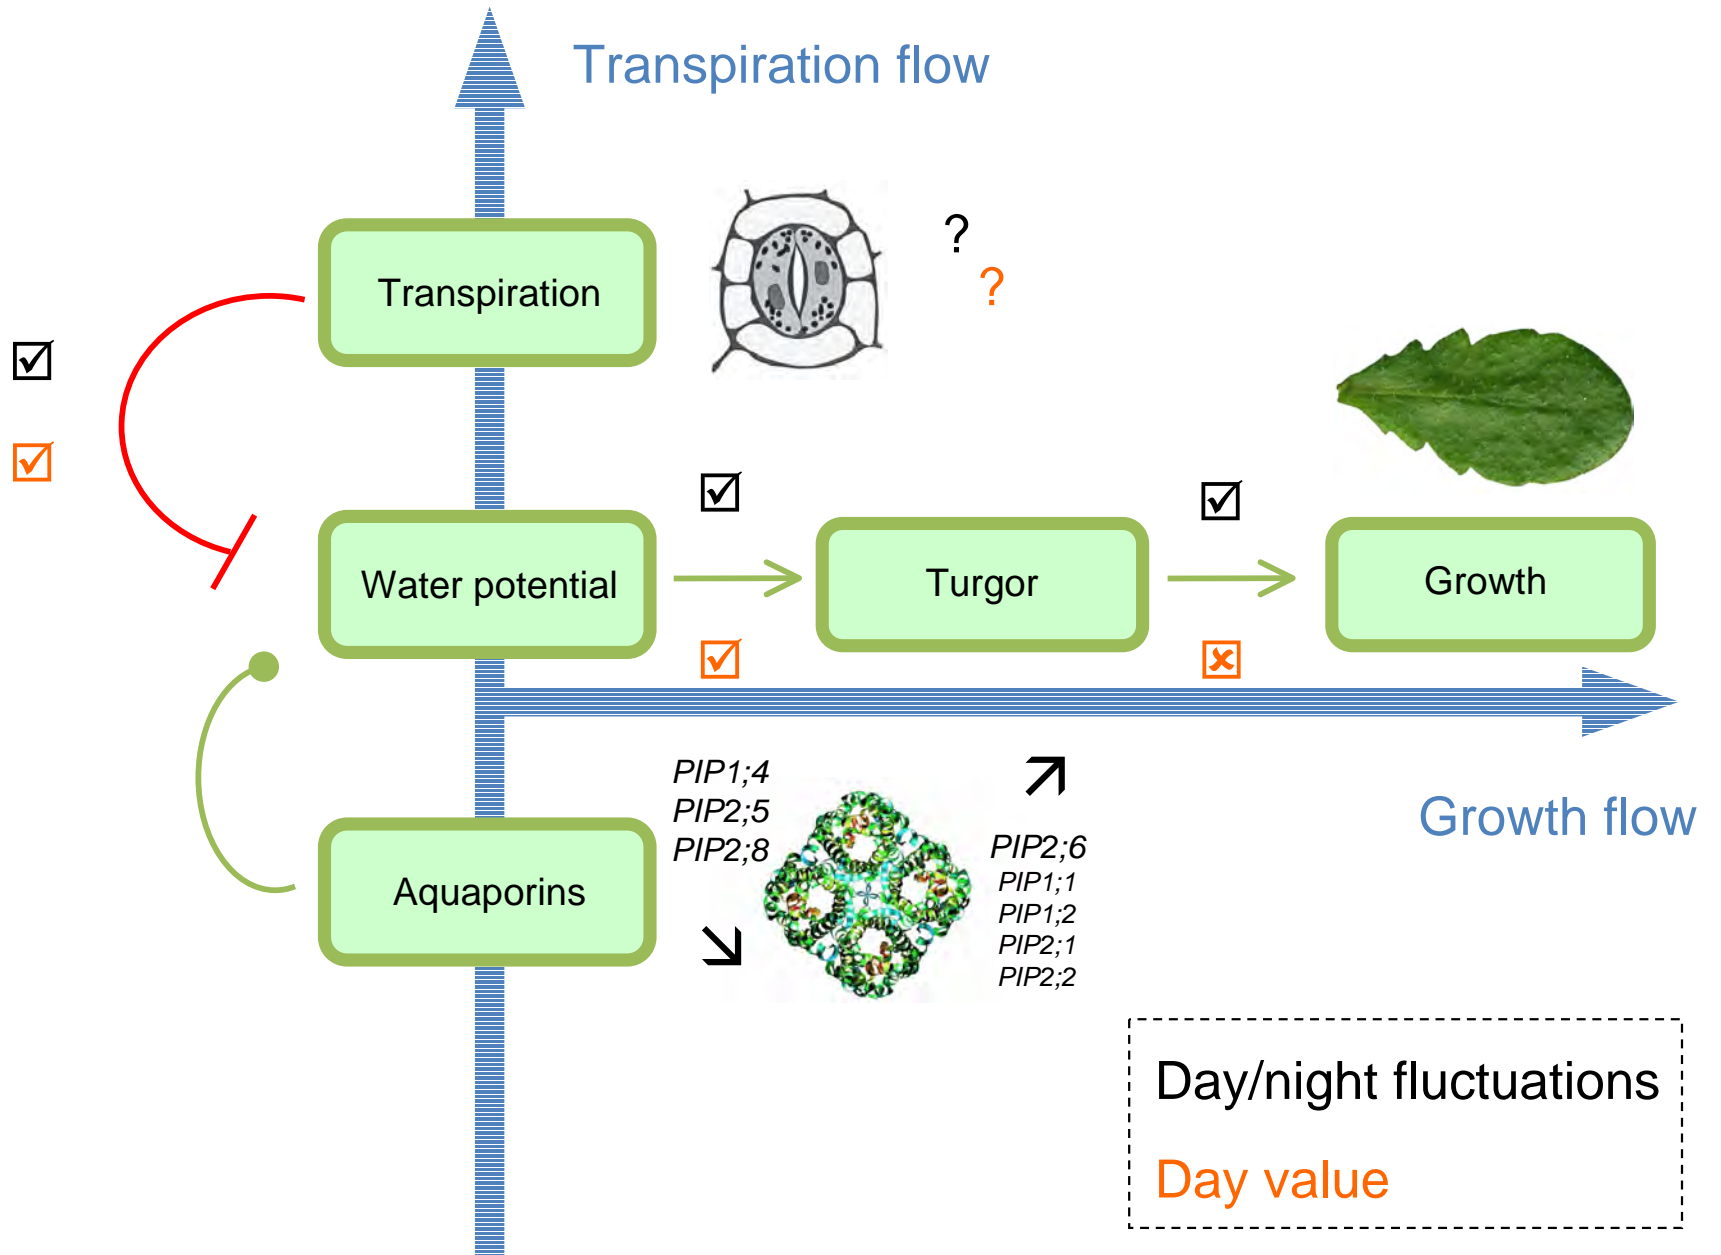 Transpiration flow
?
?
Transpiration
Water potential
Turgor
Growth
Growth flow
PIP1;4
PIP2;5
PIP2;8
Aquaporins
PIP2;6
PIP1;1
PIP1;2
PIP2;1
PIP2;2
Day/night fluctuations
Day value